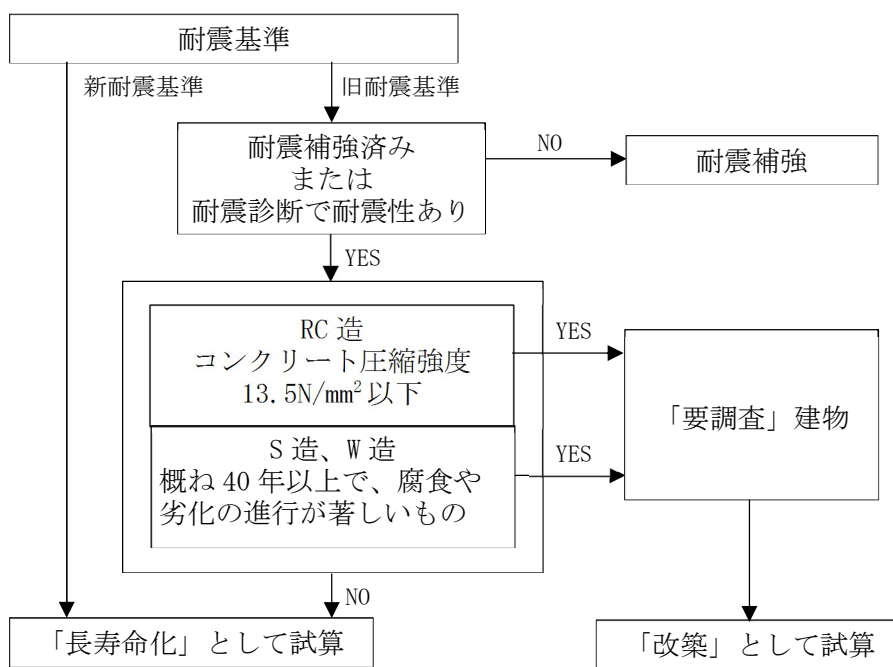 耐震基準
新耐震基準
旧耐震基準
耐震補強済み
または
耐震診断で耐震性あり
NO
耐震補強
YES
RC 造
コンクリート圧縮強度
13.5N/mm²以下
YES
S 造、W 造
概ね 40 年以上で、腐食や
劣化の進行が著しいもの
YES
「要調査」建物
NO
「長寿命化」として試算
「改築」として試算